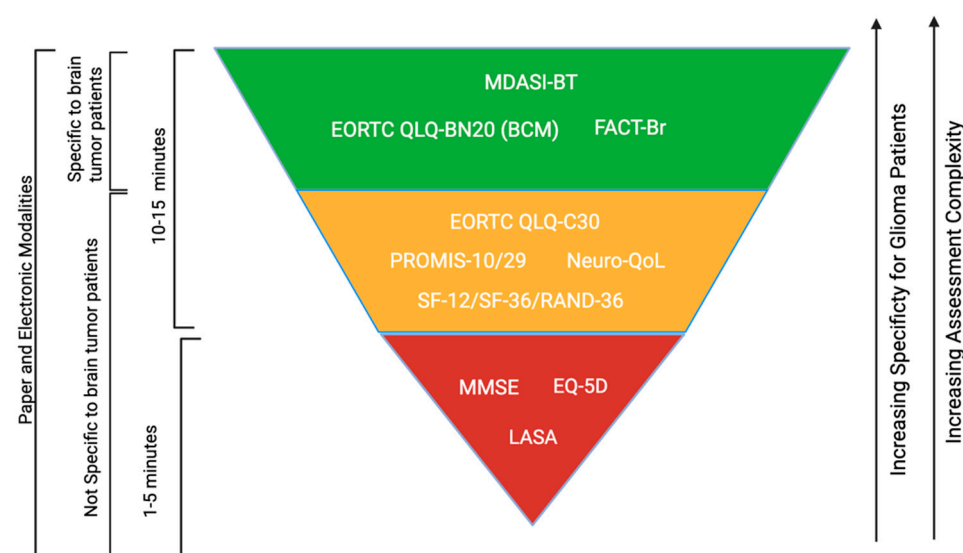 Paper and Electronic Modalities
Specific to brain
tumor patients
Not Specific to brain tumor patients
10-15 minutes
1-5 minutes
MDASI-BT
EORTC QLQ-BN20 (BCM) FACT-Br
EORTC QLQ-C30
PROMIS-10/29 Neuro-QoL
SF-12/SF-36/RAND-36
MMSE EQ-5D
LASA
Increasing Specificty for Glioma Patients
Increasing Assessment Complexity